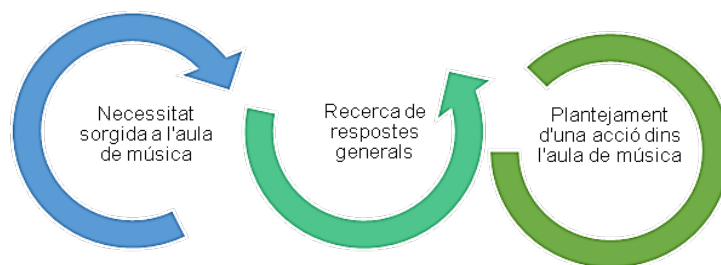 Necessitat
sorgida a l'aula
de música
Recerca de
respostes
generals
Plantejament
d'una acció dins
l'aula de música